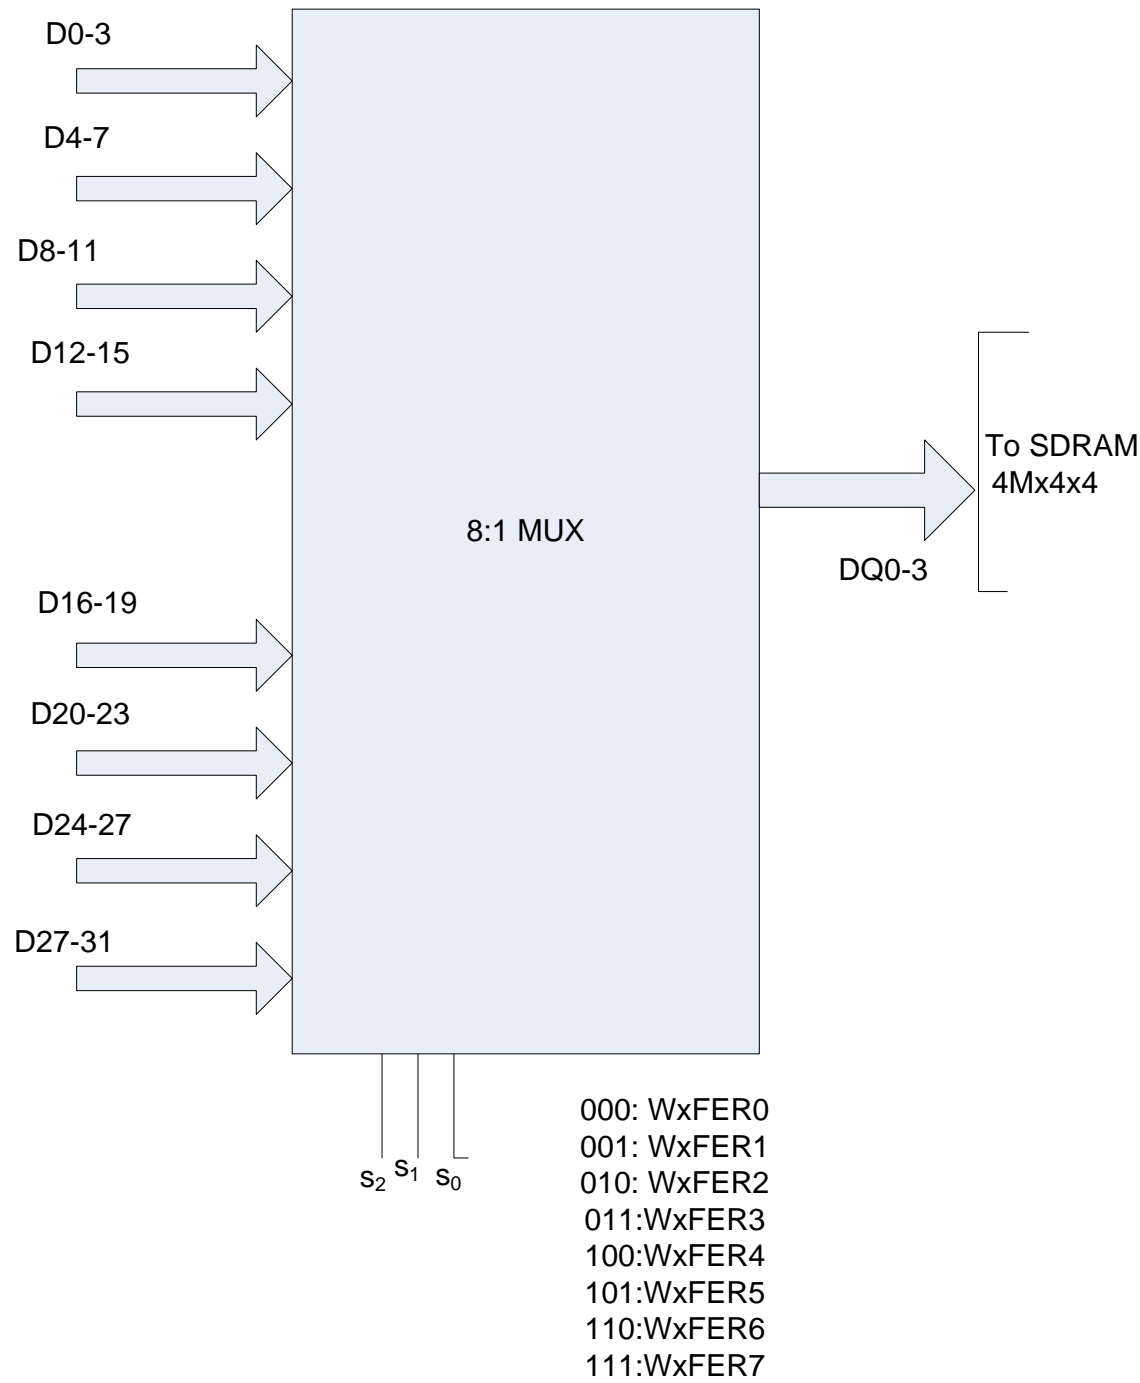 D0-3
D4-7
D8-11
D12-15
D16-19
D20-23
D24-27
D27-31
8:1 MUX
DQ0-3
To SDRAM
4Mx4x4
s2 s1 s0
000: WxFER0
001: WxFER1
010: WxFER2
011:WxFER3
100:WxFER4
101:WxFER5
110:WxFER6
111:WxFER7